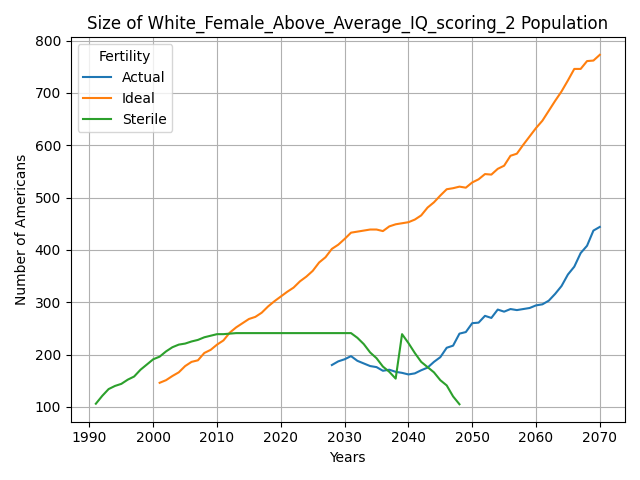 Size of White_Female_Above_Average_IQ_scoring_2 Population
Fertility
Actual
Ideal
Sterile
Number of Americans
800
700
600
500
400
300
200
100
1990 2000 2010 2020 2030 2040 2050 2060 2070
Years